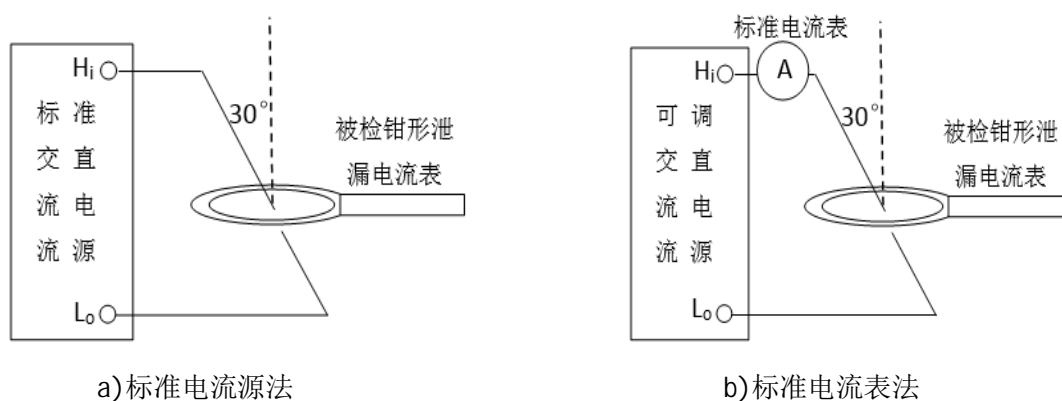 Hi
标 准
交 直
流 电
流 源
Lo
30°
被检钳形泄
漏电流表
a)标准电流源法
标准电流表
Hi
A
可 调
交 直
流 电
流 源
Lo
30°
被检钳形泄
漏电流表
b)标准电流表法